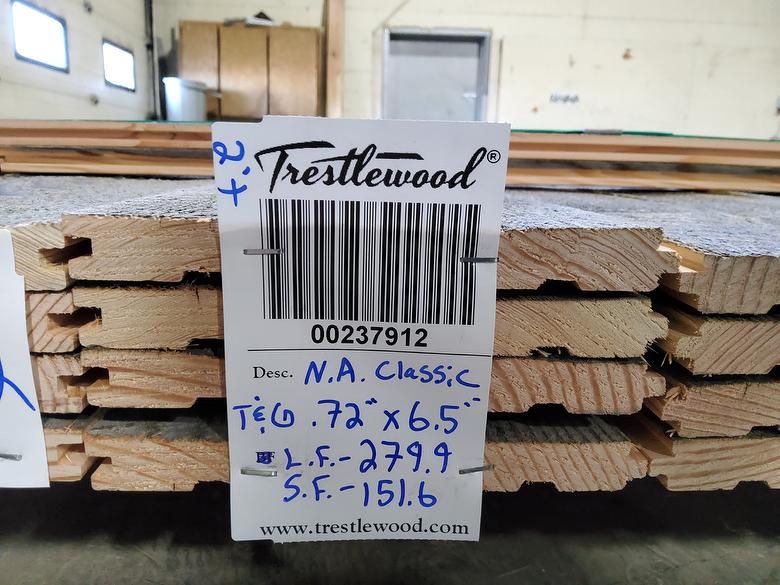 2'+
Trestlewood®
00237912
Desc. N.A. Classic
T&G .72" x 6.5"
L.F.-279.9
S.F.-151.6
www.trestlewood.com